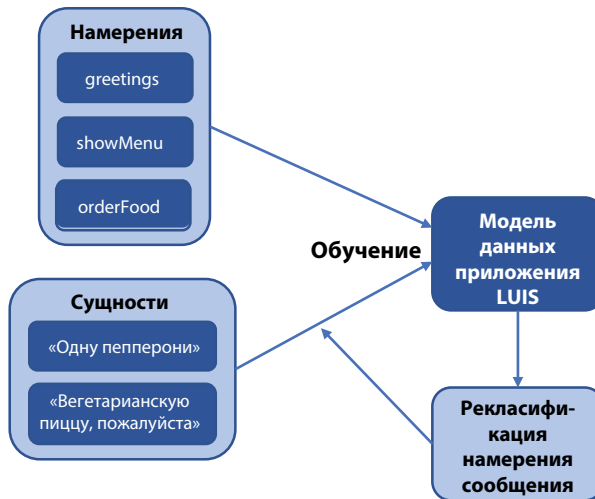 Намерения
greetings
showMenu
orderFood
Обучение
Модель
данных
приложения
LUIS
Сущности
«Одну пепперони»
«Вегетарианскую
пиццу, пожалуйста»
Рекласифи-
кация
намерения
сообщения